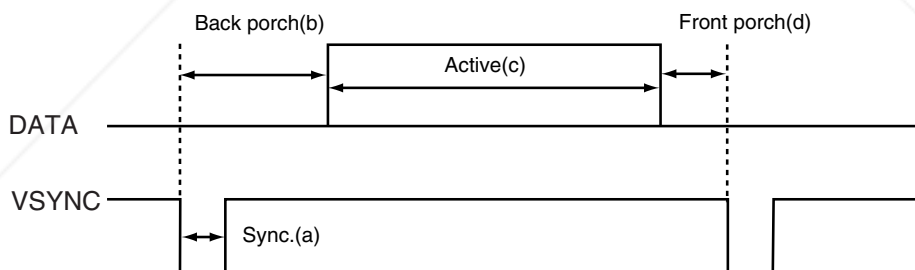 Back porch(b)
Front porch(d)
Active(c)
DATA
VSYNC
Sync.(a)